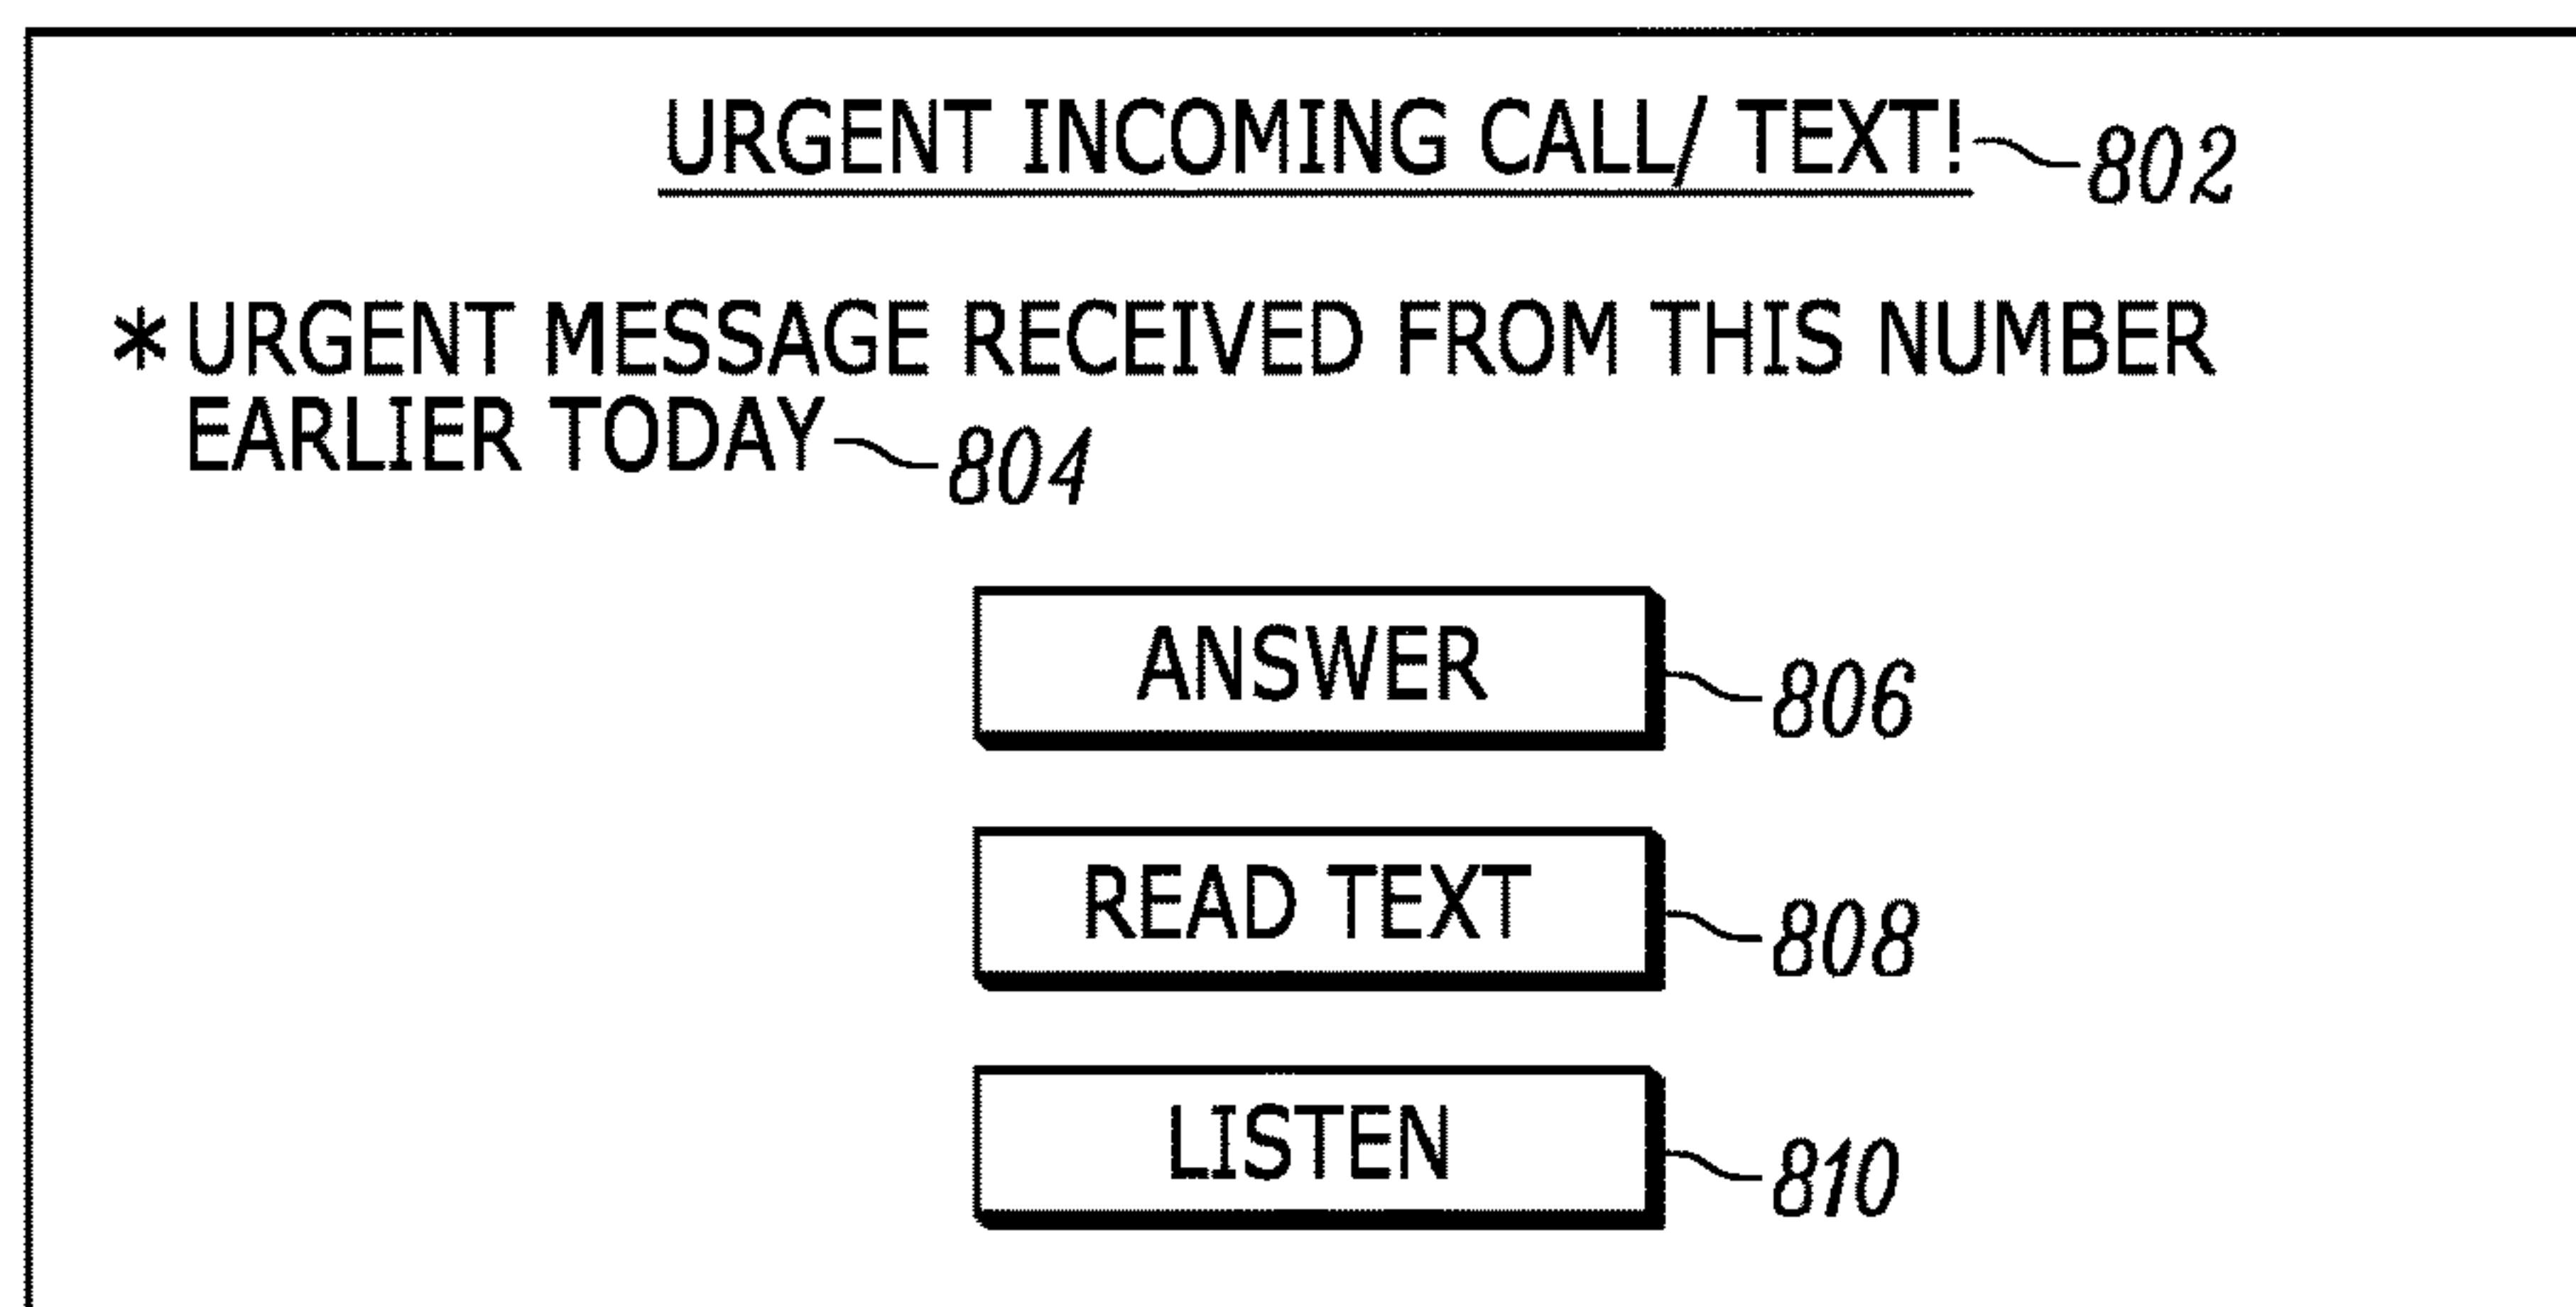 URGENT INCOMING CALL/ TEXT! 802
* URGENT MESSAGE RECEIVED FROM THIS NUMBER
EARLIER TODAY 804
ANSWER 806
READ TEXT 808
LISTEN 810